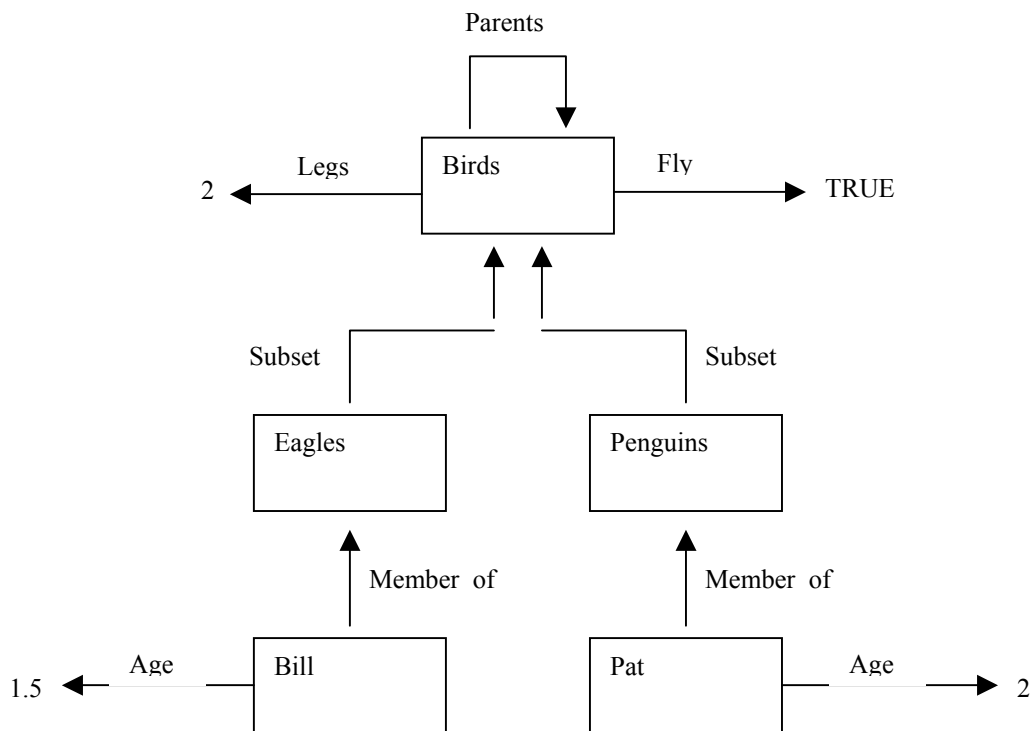 Parents
Legs
Birds
Fly
2
TRUE
Subset
Subset
Eagles
Penguins
Member of
Member of
Age
Bill
Pat
Age
1.5
2